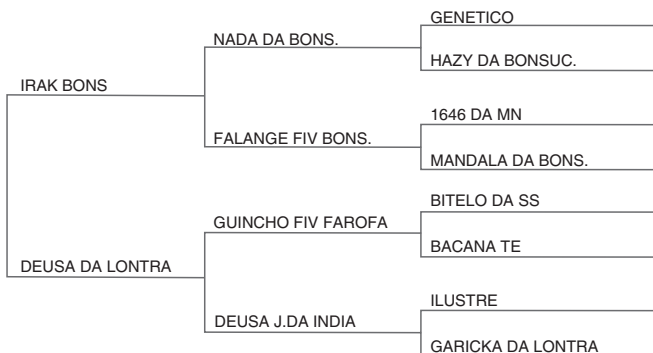 GENETICO
NADA DA BONS.
HAZY DA BONSUC.
IRAK BONS
1646 DA MN
FALANGE FIV BONS.
MANDALA DA BONS.
BITELO DA SS
GUINCHO FIV FAROFA
BACANA TE
DEUSA DA LONTRA
ILUSTRE
DEUSA J.DA INDIA
GARICKA DA LONTRA